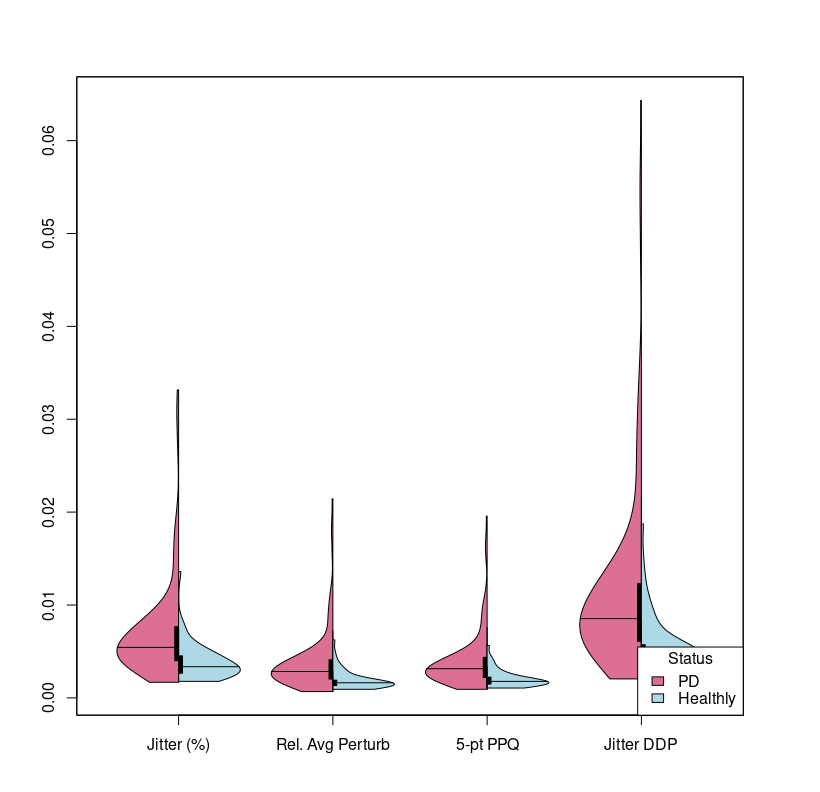 0.06
0.05
0.04
0.03
0.02
0.01
0.00
Jitter (%) Rel. Avg Perturb 5-pt PPQ Jitter DDP
Status
PD
Healthly